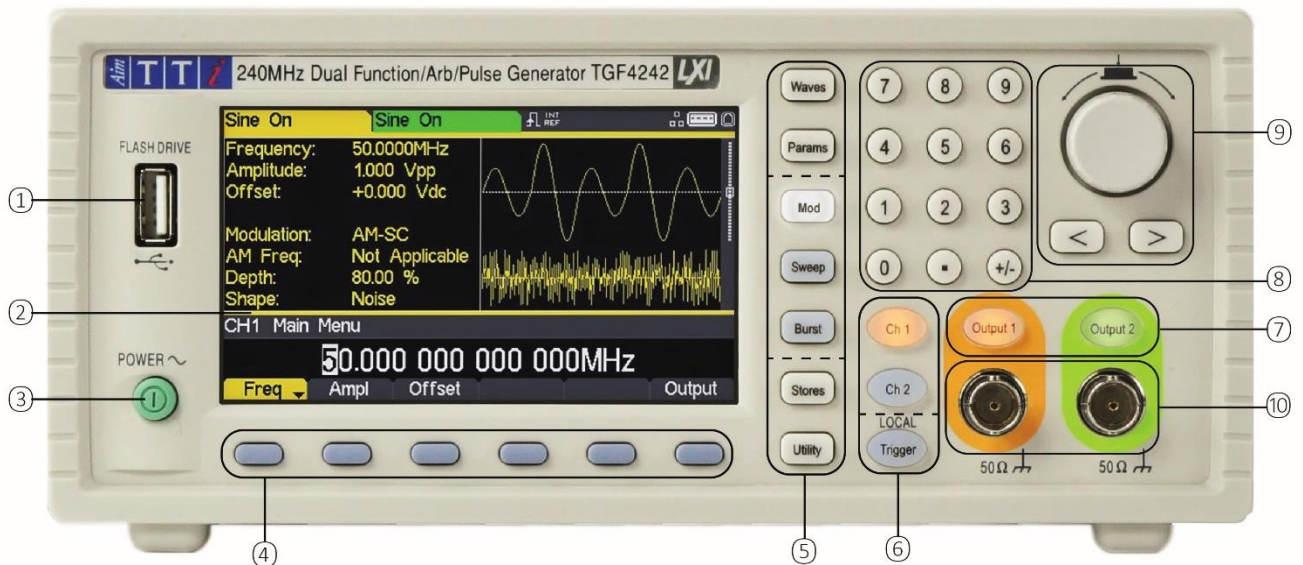 Aim TTi 240MHz Dual Function/Arb/Pulse Generator TGF4242 LXI
FLASH DRIVE
Sine On Sine On INT REF
Frequency: 50.0000MHz
Amplitude: 1.000 Vpp
Offset: +0.000 Vdc
Modulation: AM-SC
AM Freq: Not Applicable
Depth: 80.00 %
Shape: Noise
CH1 Main Menu
50.000 000 000 000MHz
Freq Ampl Offset Output
POWER
Waves
Params
Mod
Sweep
Burst
Stores
Utility
7 8 9
4 5 6
1 2 3
0 . +/-
< >
Ch 1
Ch 2
LOCAL
Trigger
Output 1 Output 2
50Ω 50Ω
1
2
3
4
5
6
7
8
9
10